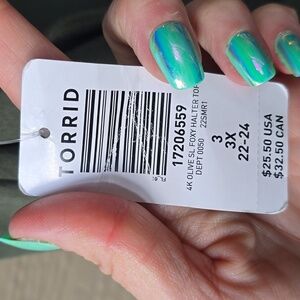 TORRID
17206559
4K OLIVE SL FOXY HALTER TOP
DEPT 0050 22SMR1
3
3X
22-24
$25.50 USA
$32.50 CAN